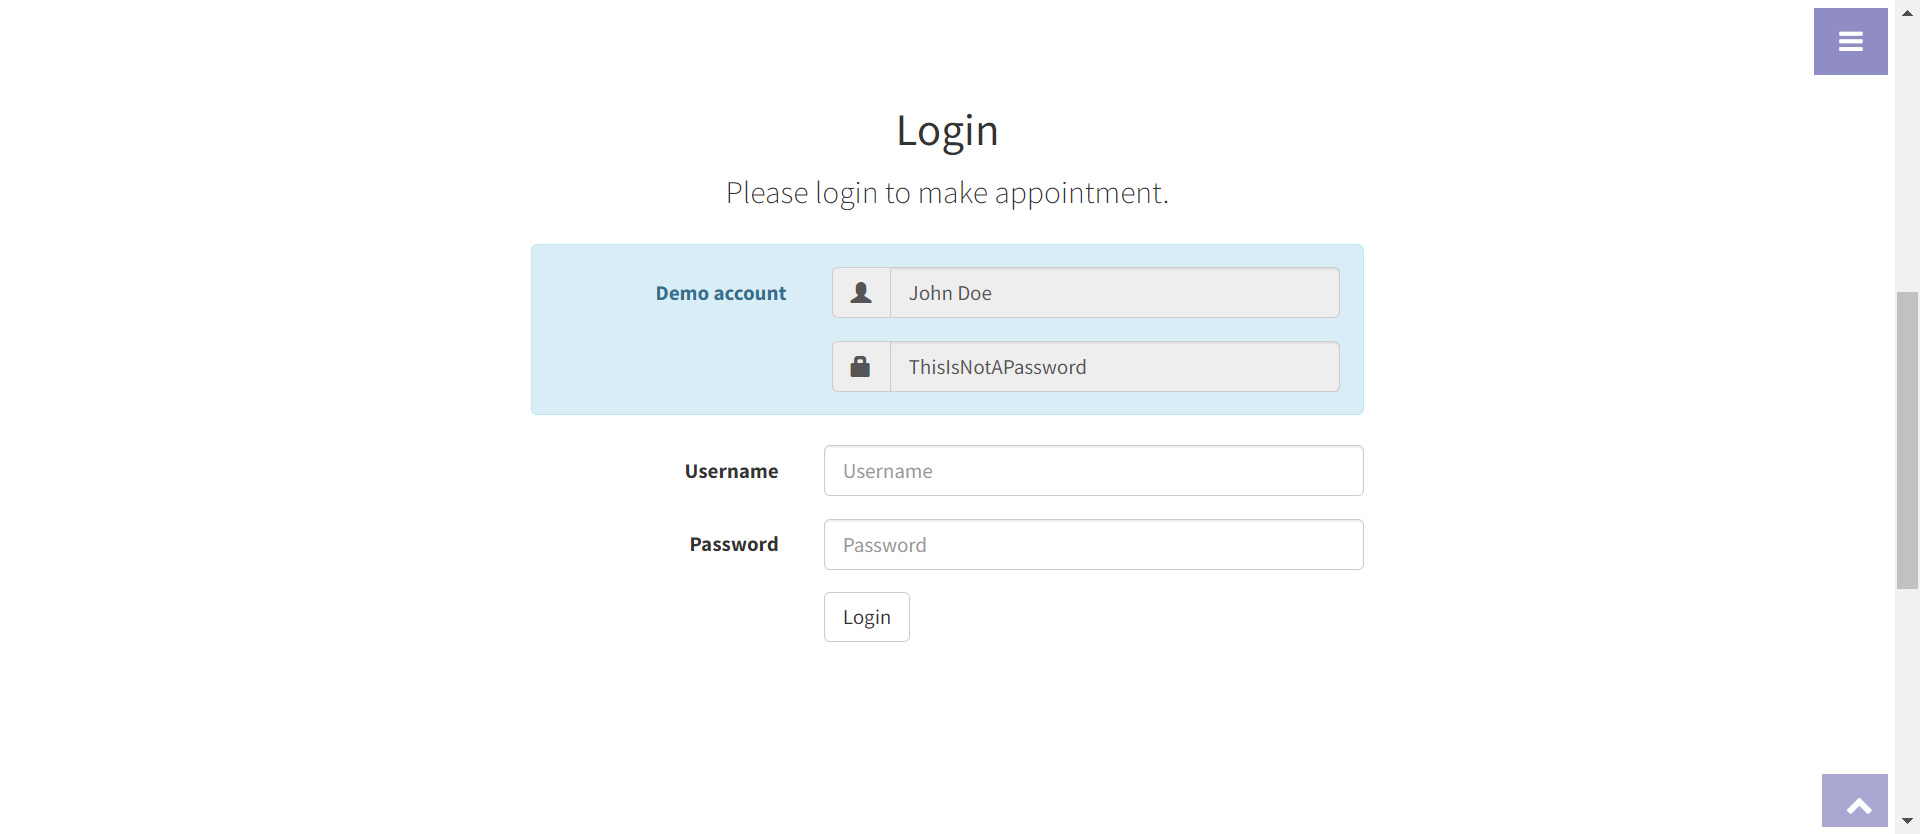 Login
Please login to make appointment.
Demo account
John Doe
ThisIsNotAPassword
Username
Username
Password
Password
Login